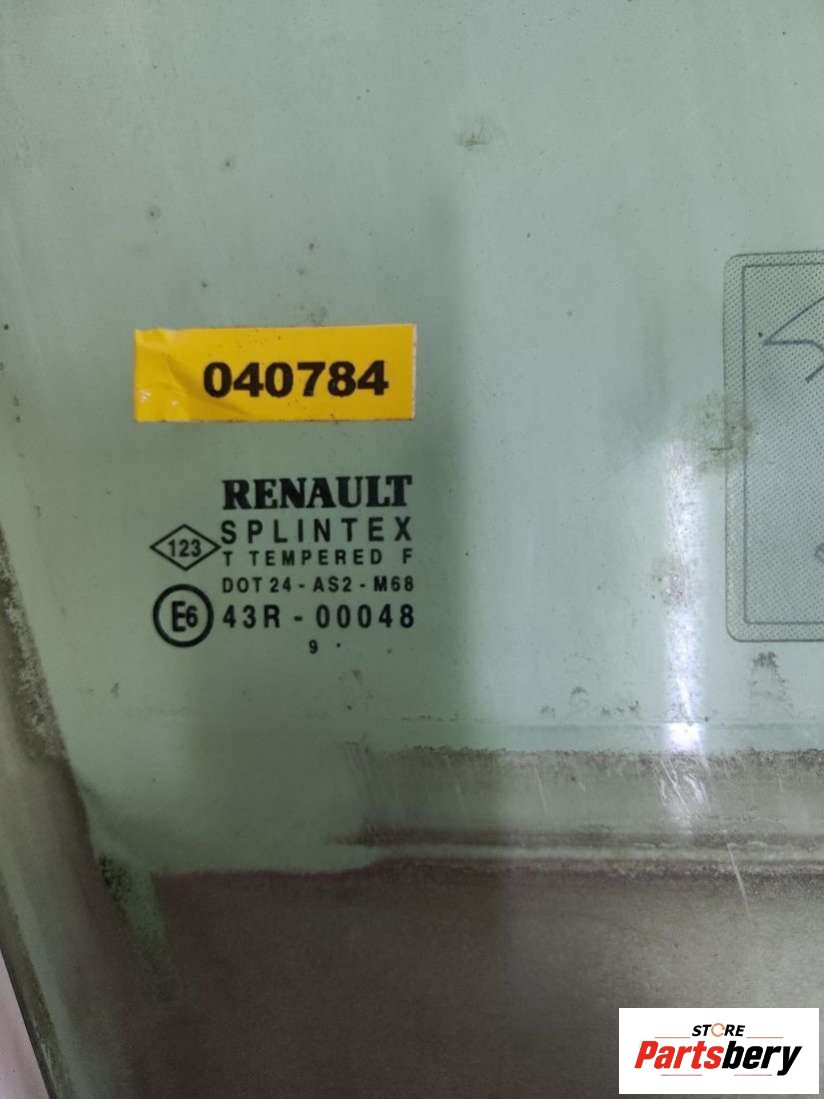 040784
RENAULT
SPLINTEX
123
T TEMPERED F
DOT 24 - AS2 - M68
E6 43R - 00048
9 .
STORE
Partsbery